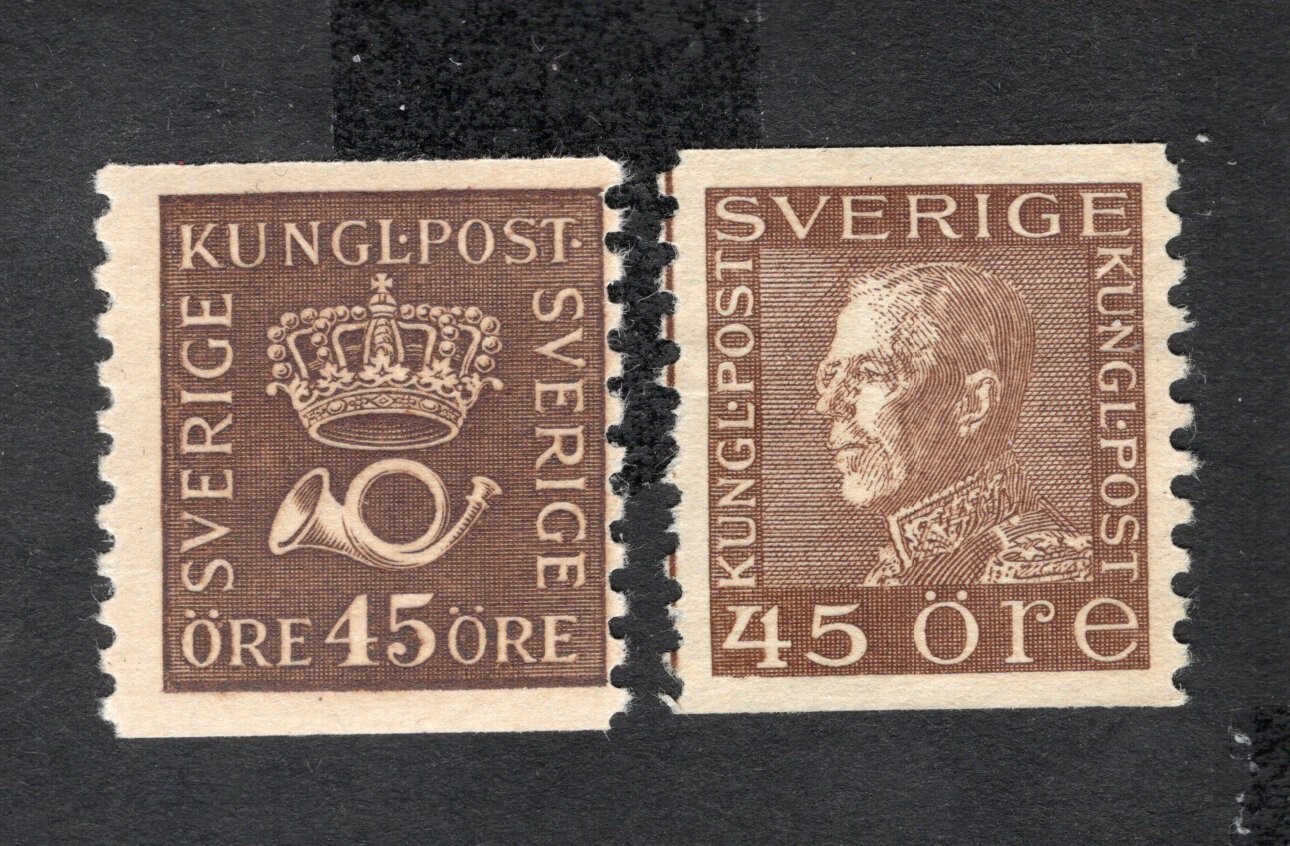 KUNGL·POST·
SVERIGE
SVERIGE
ÖRE 45 ÖRE
SVERIGE
KUNGL·POST
KUNGL·POST
45 öre